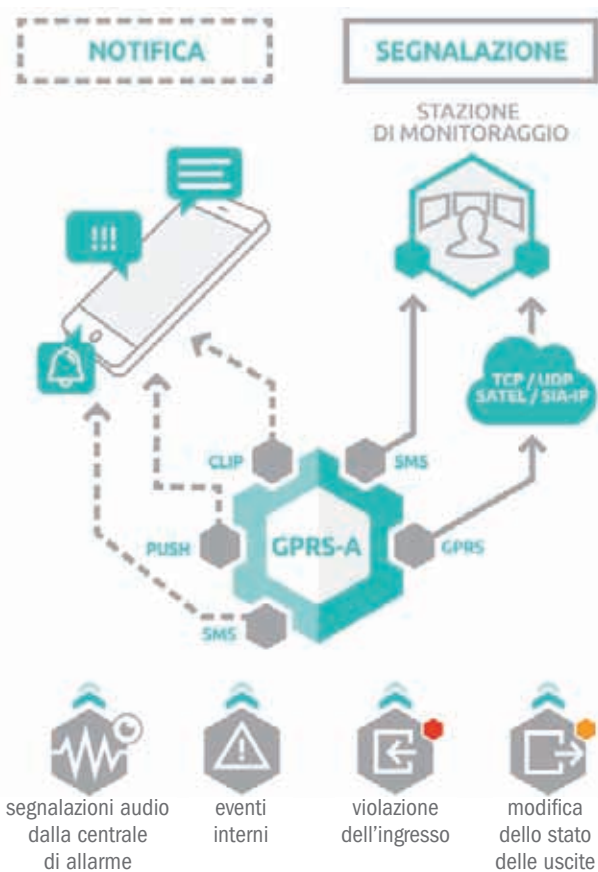 NOTIFICA
SEGNALAZIONE
STAZIONE
DI MONITORAGGIO
!!!
TCP / UDP
SATEL / SIA-IP
CLIP
SMS
PUSH
GPRS-A
GPRS
SMS
segnalazioni audio
dalla centrale
di allarme
eventi
interni
violazione
dell'ingresso
modifica
dello stato
delle uscite